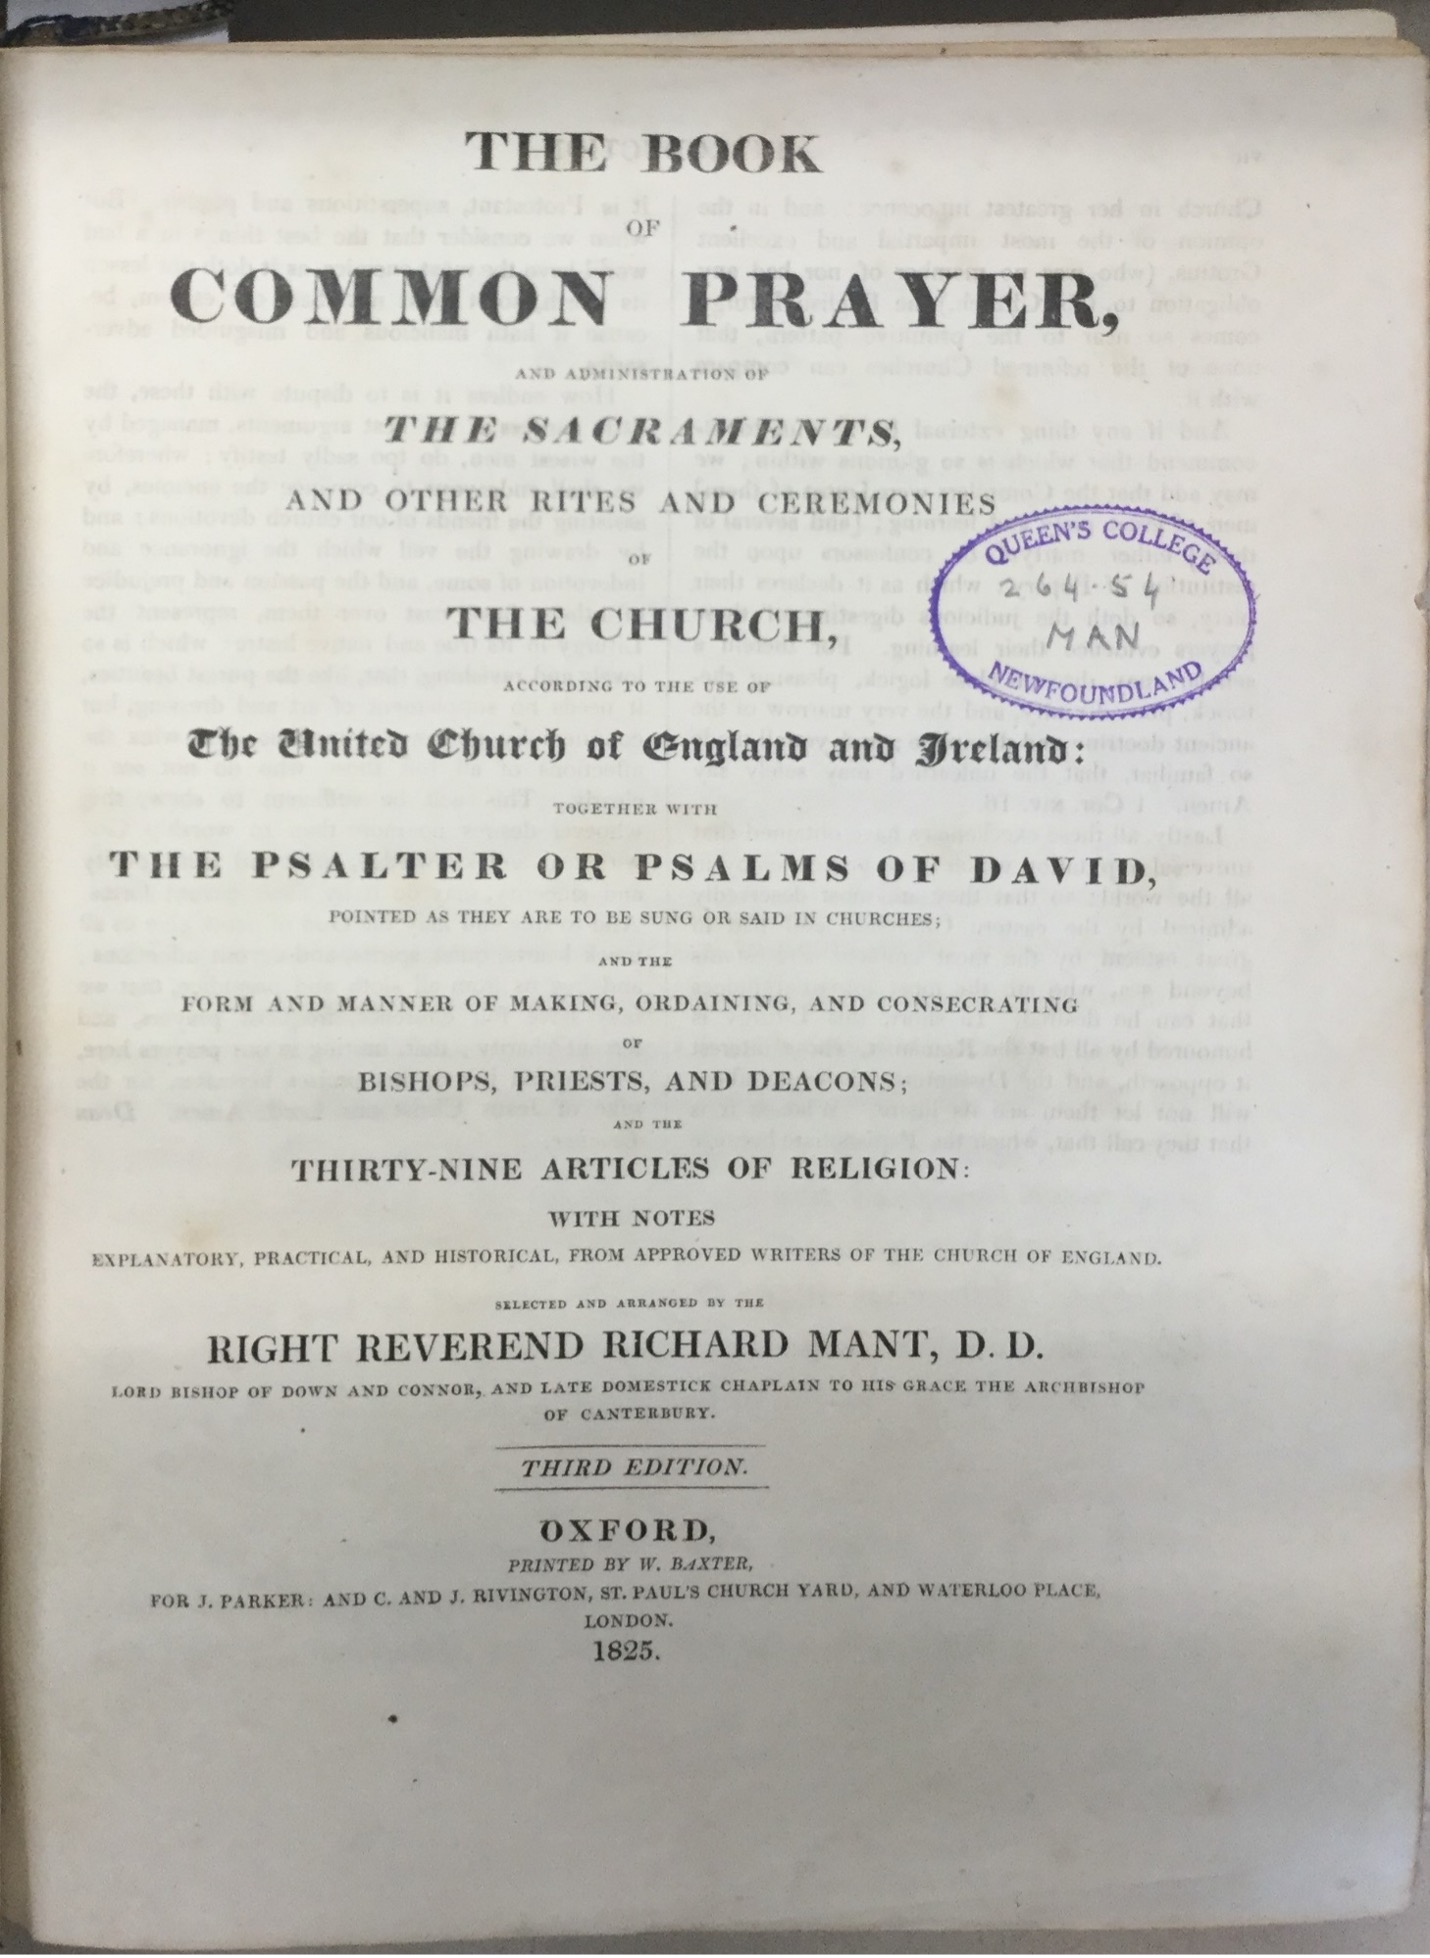 THE BOOK
OF
COMMON PRAYER,
AND ADMINISTRATION OF
THE SACRAMENTS,
AND OTHER RITES AND CEREMONIES
OF
THE CHURCH,
ACCORDING TO THE USE OF
The United Church of England and Ireland:
TOGETHER WITH
THE PSALTER OR PSALMS OF DAVID,
POINTED AS THEY ARE TO BE SUNG OR SAID IN CHURCHES;
AND THE
FORM AND MANNER OF MAKING, ORDAINING, AND CONSECRATING
OF
BISHOPS, PRIESTS, AND DEACONS;
AND THE
THIRTY-NINE ARTICLES OF RELIGION:
WITH NOTES
EXPLANATORY, PRACTICAL, AND HISTORICAL, FROM APPROVED WRITERS OF THE CHURCH OF ENGLAND.
SELECTED AND ARRANGED BY THE
RIGHT REVEREND RICHARD MANT, D. D.
LORD BISHOP OF DOWN AND CONNOR, AND LATE DOMESTICK CHAPLAIN TO HIS GRACE THE ARCHBISHOP
OF CANTERBURY.
THIRD EDITION.
OXFORD,
PRINTED BY W. BAXTER,
FOR J. PARKER: AND C. AND J. RIVINGTON, ST. PAUL'S CHURCH YARD, AND WATERLOO PLACE,
LONDON.
1825.
QUEEN'S COLLEGE
264.54
MAN
NEWFOUNDLAND